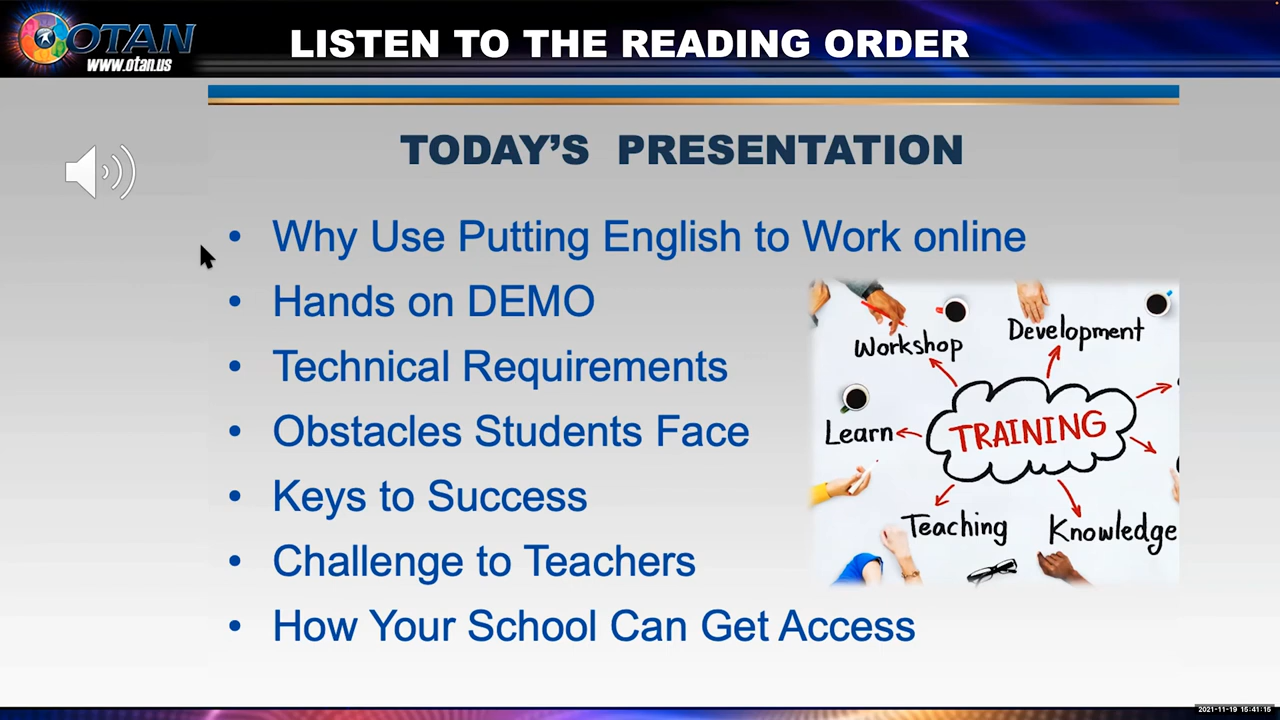 OTAN
www.otan.us
LISTEN TO THE READING ORDER
TODAY’S PRESENTATION
• Why Use Putting English to Work online
• Hands on DEMO
• Technical Requirements
• Obstacles Students Face
• Keys to Success
• Challenge to Teachers
• How Your School Can Get Access
Workshop
Development
Learn
TRAINING
Teaching
Knowledge
2021-11-19 15:41:15